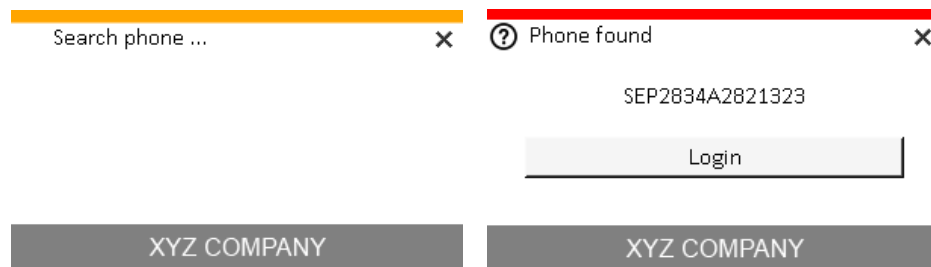 Search phone ...
XYZ COMPANY
Phone found
SEP2834A2821323
Login
XYZ COMPANY